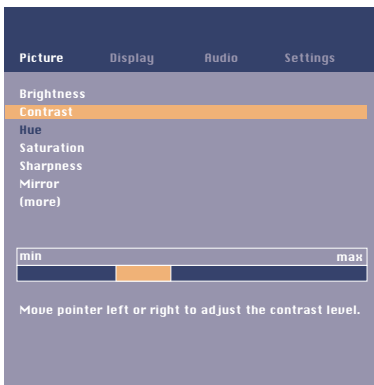 Picture Display Audio Settings
Brightness
Contrast
Hue
Saturation
Sharpness
Mirror
(more)
min max
Move pointer left or right to adjust the contrast level.